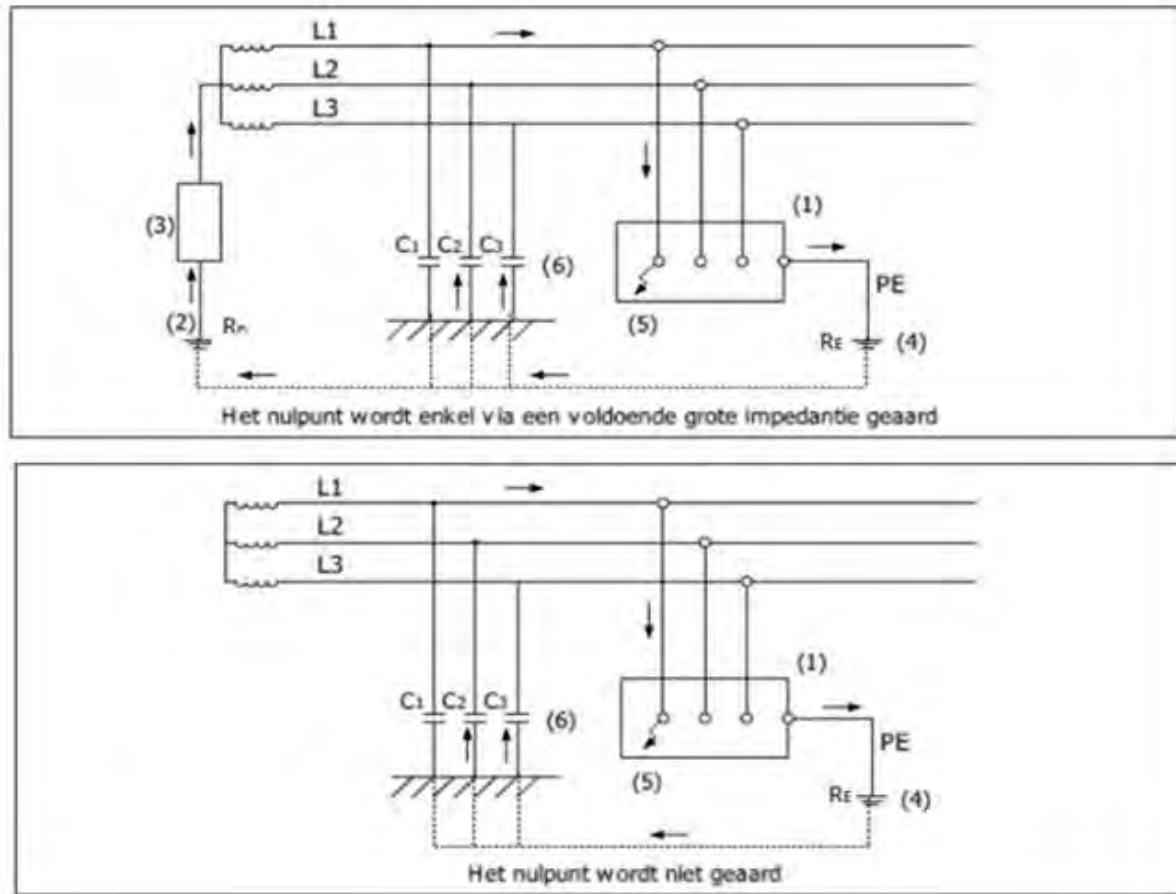 L1
L2
L3
(3)
C1 C2 C3
(6)
(1)
PE
(5)
(2) Rn
RE (4)
Het nulpunt wordt enkel via een voldoende grote impedantie geaard
L1
L2
L3
(1)
C1 C2 C3
(6)
PE
(5)
RE (4)
Het nulpunt wordt niet geaard